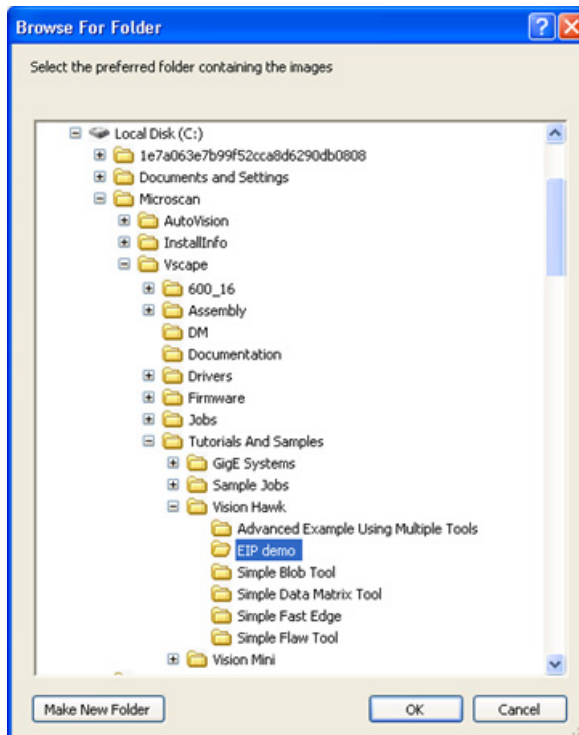 Browse For Folder
Select the preferred folder containing the images
Local Disk (C:)
1e7a063e7b99f52cca8d6290db0808
Documents and Settings
Microscan
AutoVision
InstallInfo
Vscape
600_16
Assembly
DM
Documentation
Drivers
Firmware
Jobs
Tutorials And Samples
GigE Systems
Sample Jobs
Vision Hawk
Advanced Example Using Multiple Tools
EIP demo
Simple Blob Tool
Simple Data Matrix Tool
Simple Fast Edge
Simple Flaw Tool
Vision Mini
Make New Folder OK Cancel